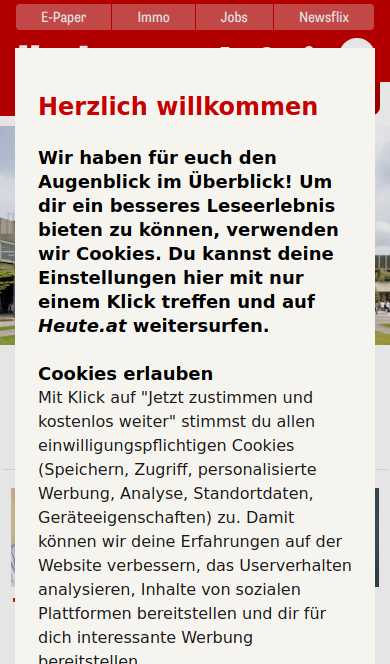 E-Paper Immo Jobs Newsflix
Herzlich willkommen
Wir haben für euch den
Augenblick im Überblick! Um
dir ein besseres Leseerlebnis
bieten zu können, verwenden
wir Cookies. Du kannst deine
Einstellungen hier mit nur
einem Klick treffen und auf
Heute.at weitersurfen.
Cookies erlauben
Mit Klick auf "Jetzt zustimmen und
kostenlos weiter" stimmst du allen
einwilligungspflichtigen Cookies
(Speichern, Zugriff, personalisierte
Werbung, Analyse, Standortdaten,
Geräteeigenschaften) zu. Damit
können wir deine Erfahrungen auf der
Website verbessern, das Userverhalten
analysieren, Inhalte von sozialen
Plattformen bereitstellen und dir für
dich interessante Werbung
bereitstellen